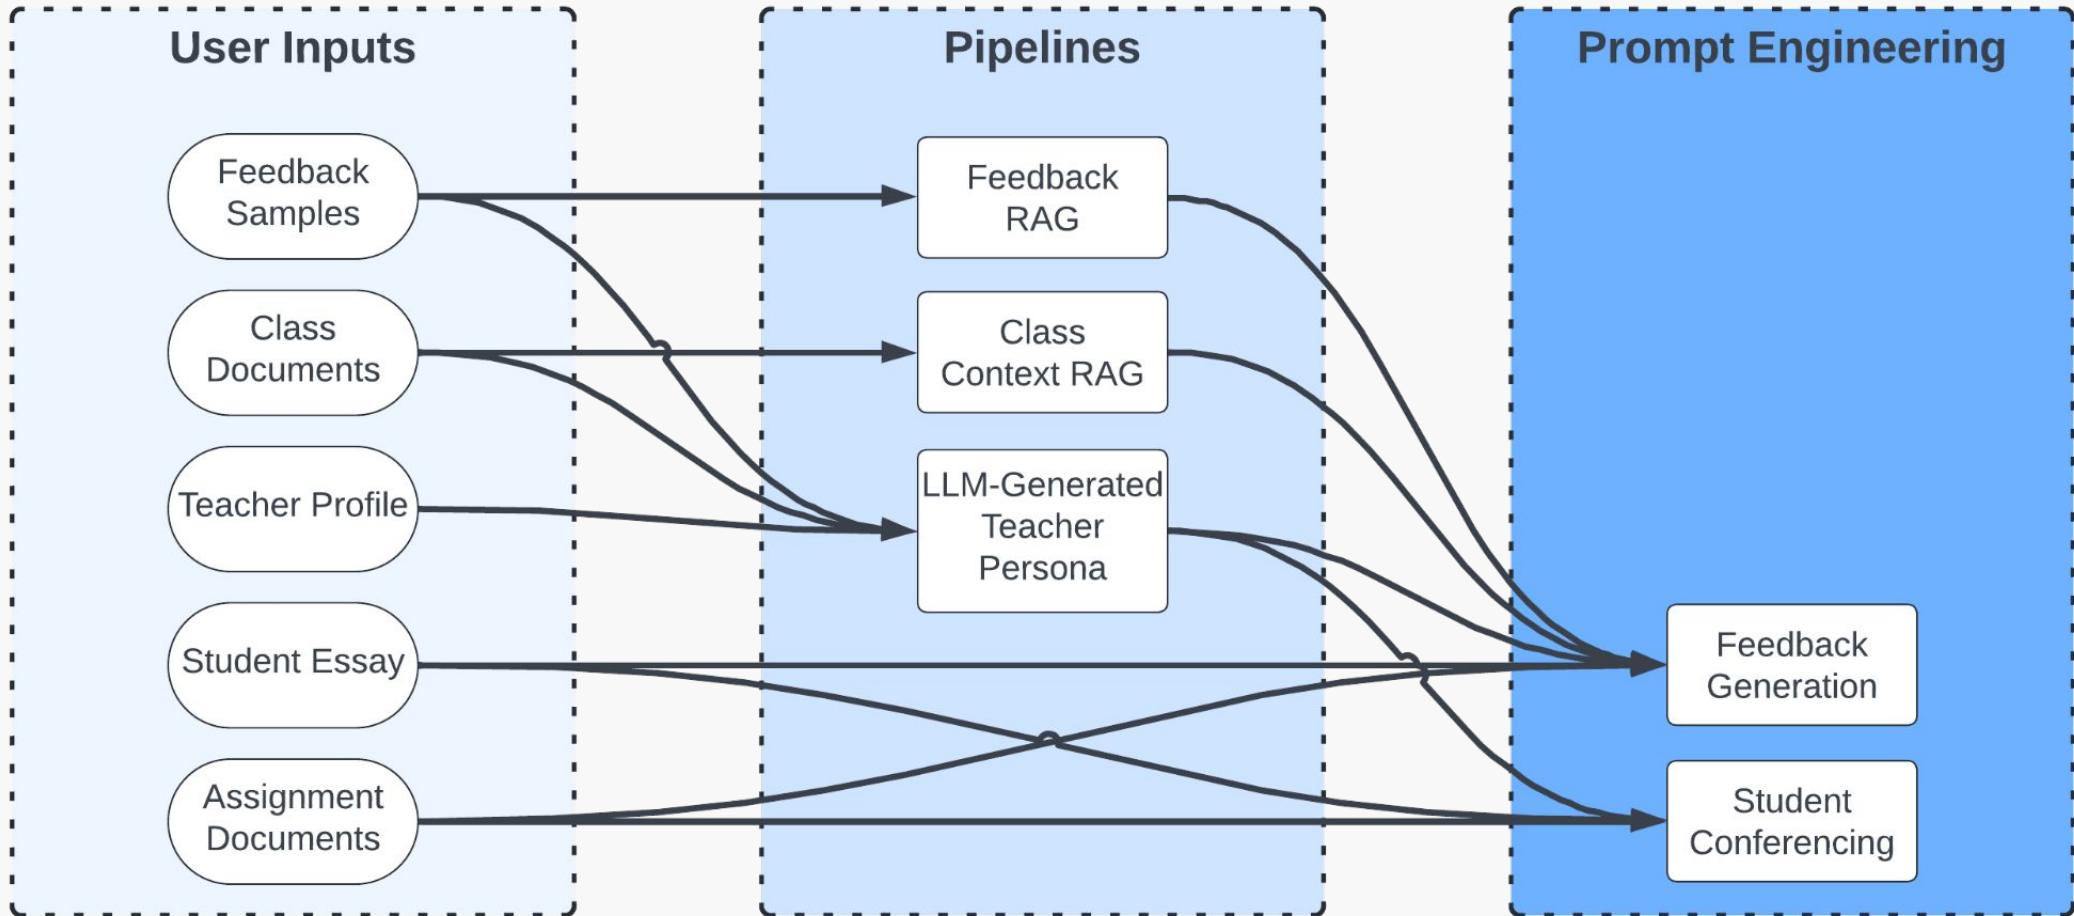 User Inputs
Feedback
Samples
Class
Documents
Teacher Profile
Student Essay
Assignment
Documents
Pipelines
Feedback
RAG
Class
Context RAG
LLM-Generated
Teacher
Persona
Prompt Engineering
Feedback
Generation
Student
Conferencing